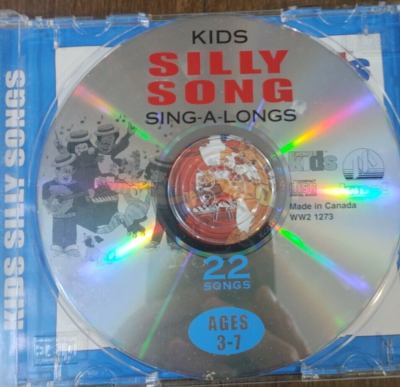 KIDS
SILLY
SONG
SING-A-LONGS
kids
Made in Canada
WW2 1273
22
SONGS
AGES
3-7
KIDS SILLY SONGS